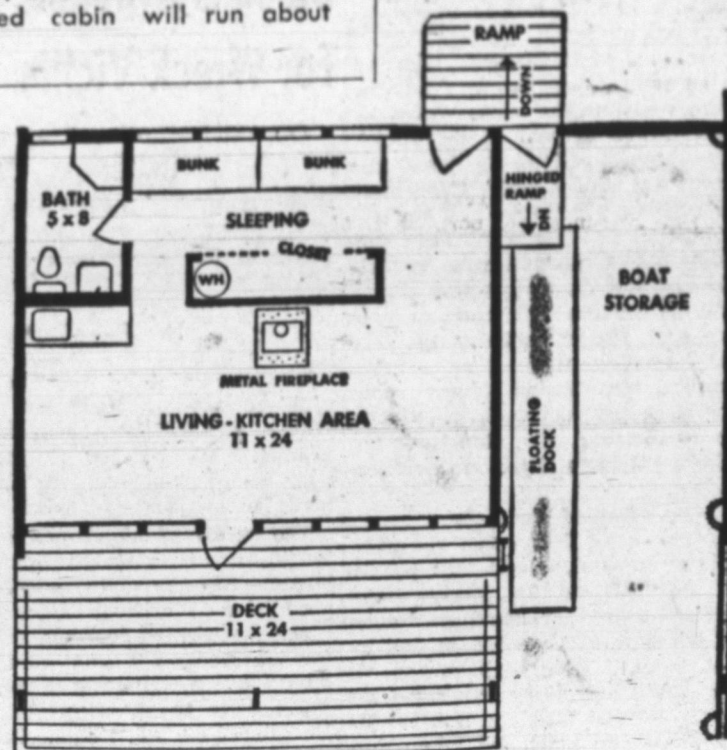 ed cabin will run about
RAMP
DOWN
BUNK
BUNK
HINGED
RAMP
DN
BATH
5 x 8
SLEEPING
CLOSET
WH
BOAT
STORAGE
METAL FIREPLACE
LIVING-KITCHEN AREA
11 x 24
FLOATING
DOCK
DECK
11 x 24